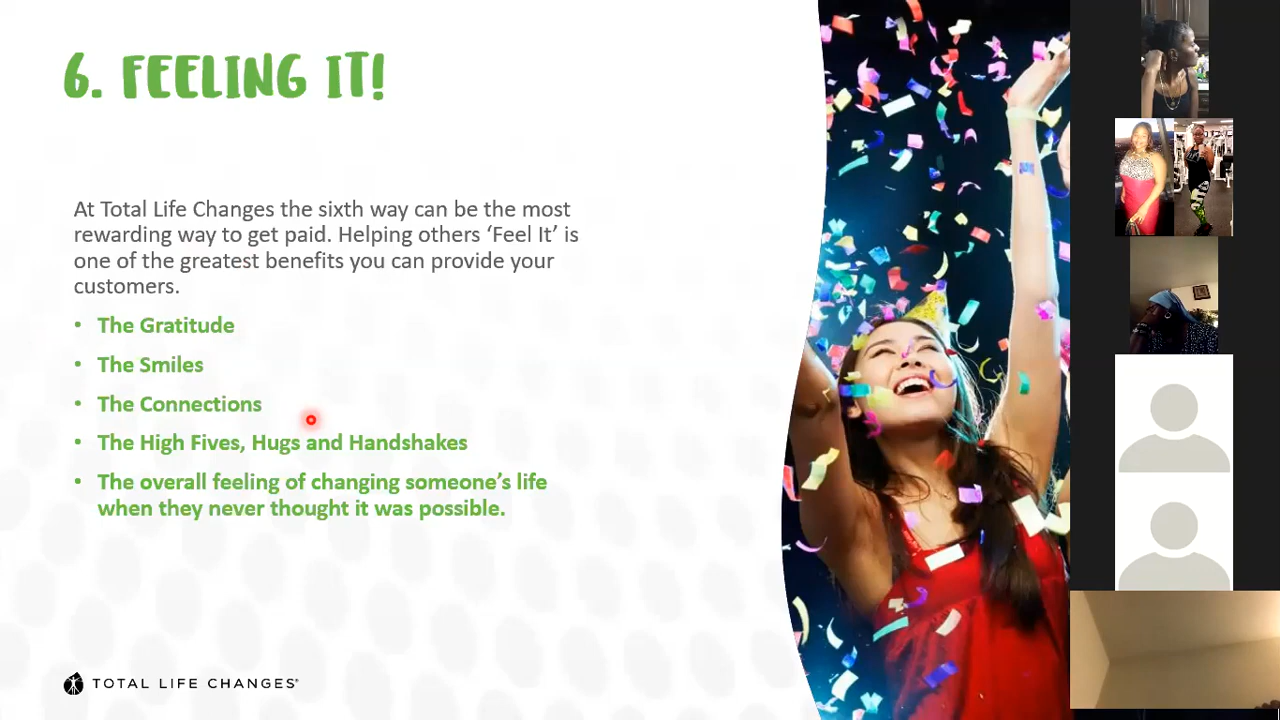 6. FEELING IT!
At Total Life Changes the sixth way can be the most
rewarding way to get paid. Helping others ‘Feel It’ is
one of the greatest benefits you can provide your
customers.
• The Gratitude
• The Smiles
• The Connections
• The High Fives, Hugs and Handshakes
• The overall feeling of changing someone’s life
when they never thought it was possible.
TOTAL LIFE CHANGES®